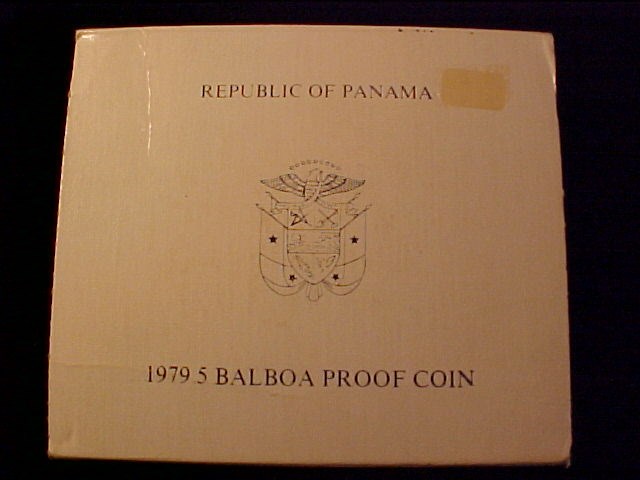 REPUBLIC OF PANAMA
1979 5 BALBOA PROOF COIN